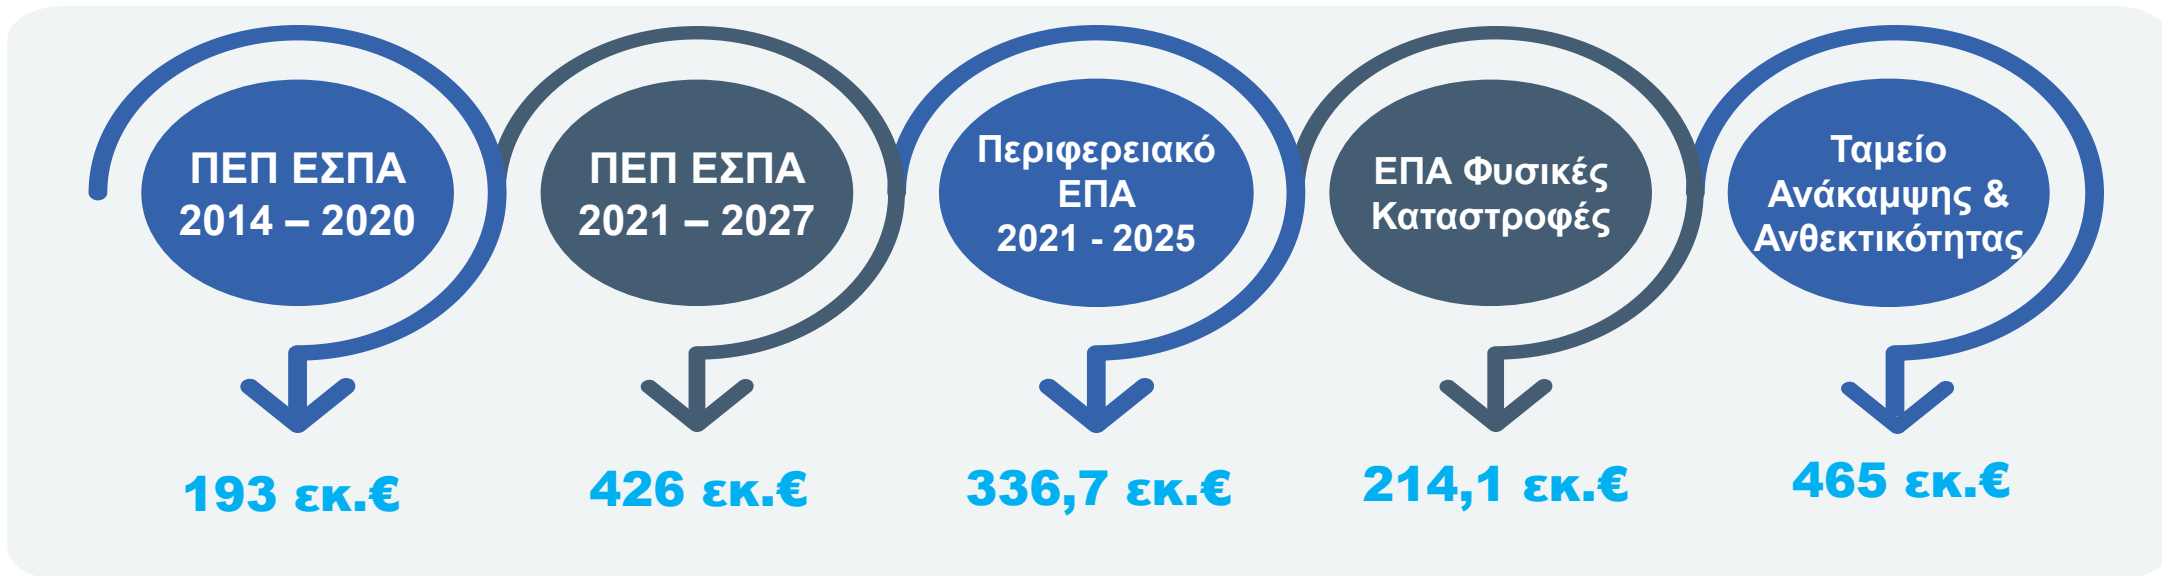 ΠΕΠ ΕΣΠΑ
2014 – 2020
ΠΕΠ ΕΣΠΑ
2021 – 2027
Περιφερειακό
ΕΠΑ
2021 - 2025
ΕΠΑ Φυσικές
Καταστροφές
Ταμείο
Ανάκαμψης &
Ανθεκτικότητας
193 εκ.€
426 εκ.€
336,7 εκ.€
214,1 εκ.€
465 εκ.€